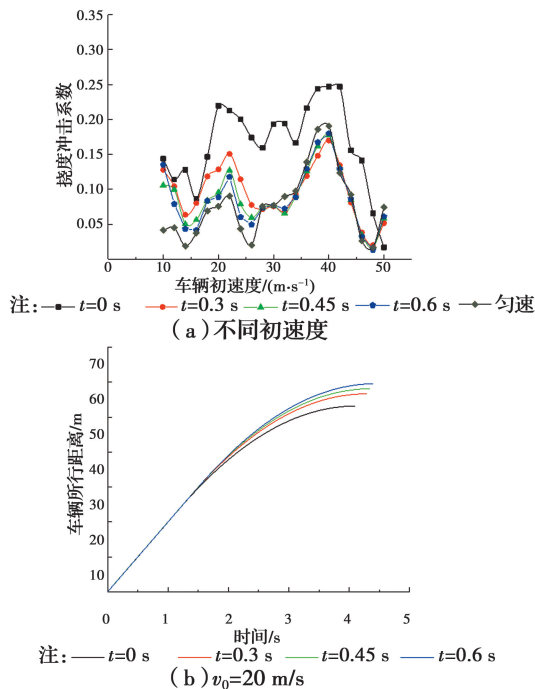 0.35
0.30
0.25
0.20
0.15
0.10
0.05
挠度冲击系数
0 10 20 30 40 50
车辆初速度/(m·s⁻¹)
注: t=0 s t=0.3 s t=0.45 s t=0.6 s 匀速
(a)不同初速度
70
60
50
40
30
20
10
车辆所行距离/m
0 1 2 3 4 5
时间/s
注: t=0 s t=0.3 s t=0.45 s t=0.6 s
(b) v₀=20 m/s